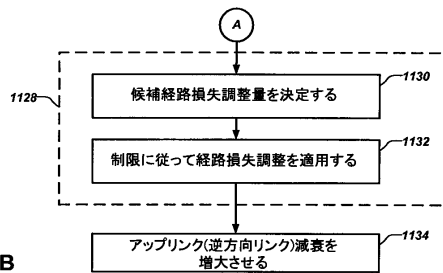 A
1128
1130
候補経路損失調整量を決定する
1132
制限に従って経路損失調整を適用する
1134
アップリンク(逆方向リンク)減衰を
増大させる
B